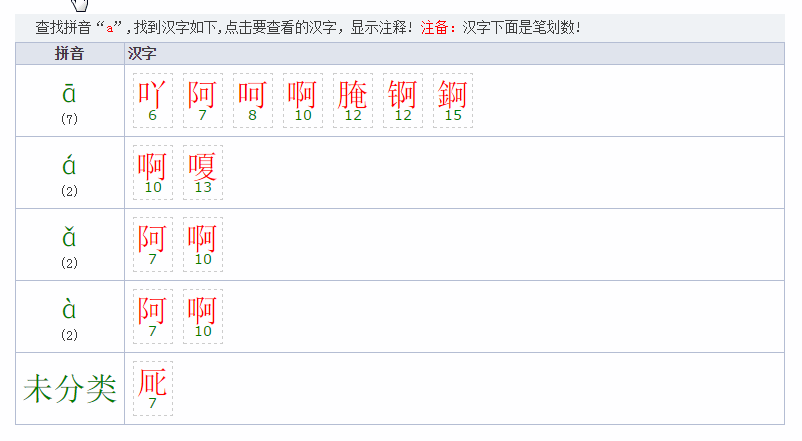 查找拼音“a”,找到汉字如下,点击要查看的汉字，显示注释! 注备：汉字下面是笔划数!
拼音 汉字
ā 吖 阿 呵 啊 腌 锕 錒
(7) 6 7 8 10 12 12 15
á 啊 嗄
(2) 10 13
ǎ 阿 啊
(2) 7 10
à 阿 啊
(2) 7 10
未分类 厑
7